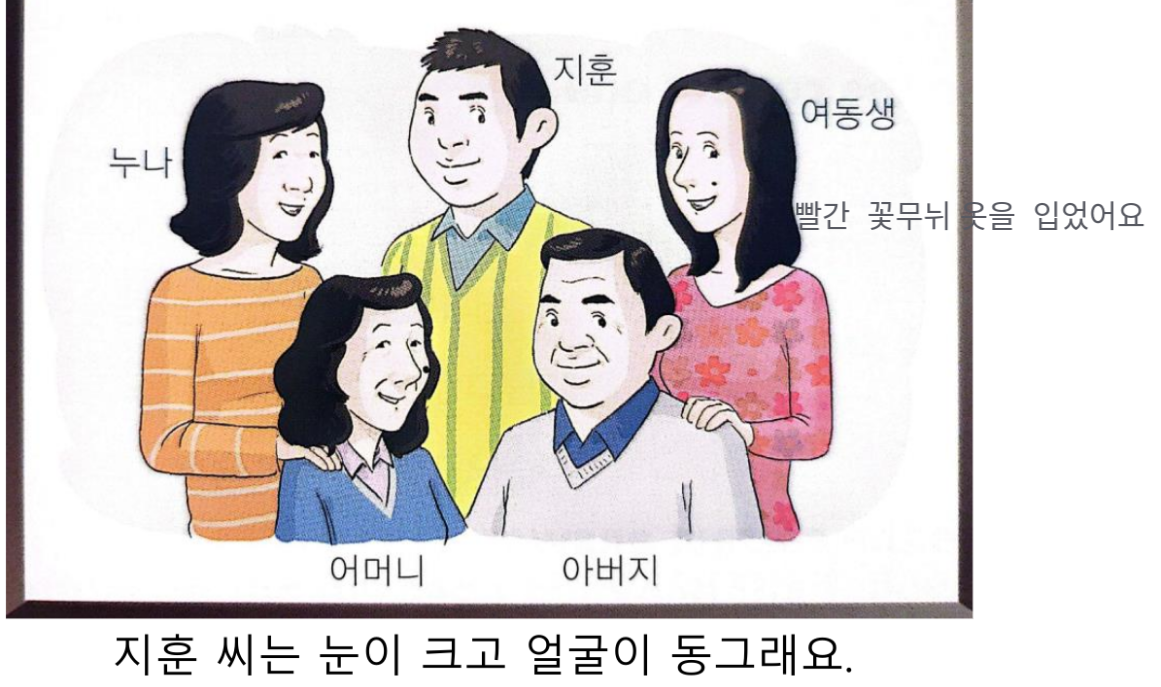 지훈
여동생
누나
빨간 꽃무늬 옷을 입었어요
어머니
아버지
지훈 씨는 눈이 크고 얼굴이 동그래요.